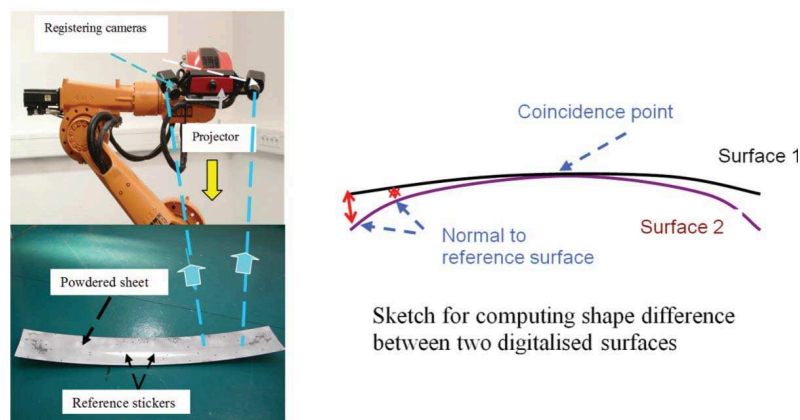 Registering cameras
Projector
Powdered sheet
Reference stickers
Coincidence point
Surface 1
Surface 2
Normal to
reference surface
Sketch for computing shape difference
between two digitalised surfaces